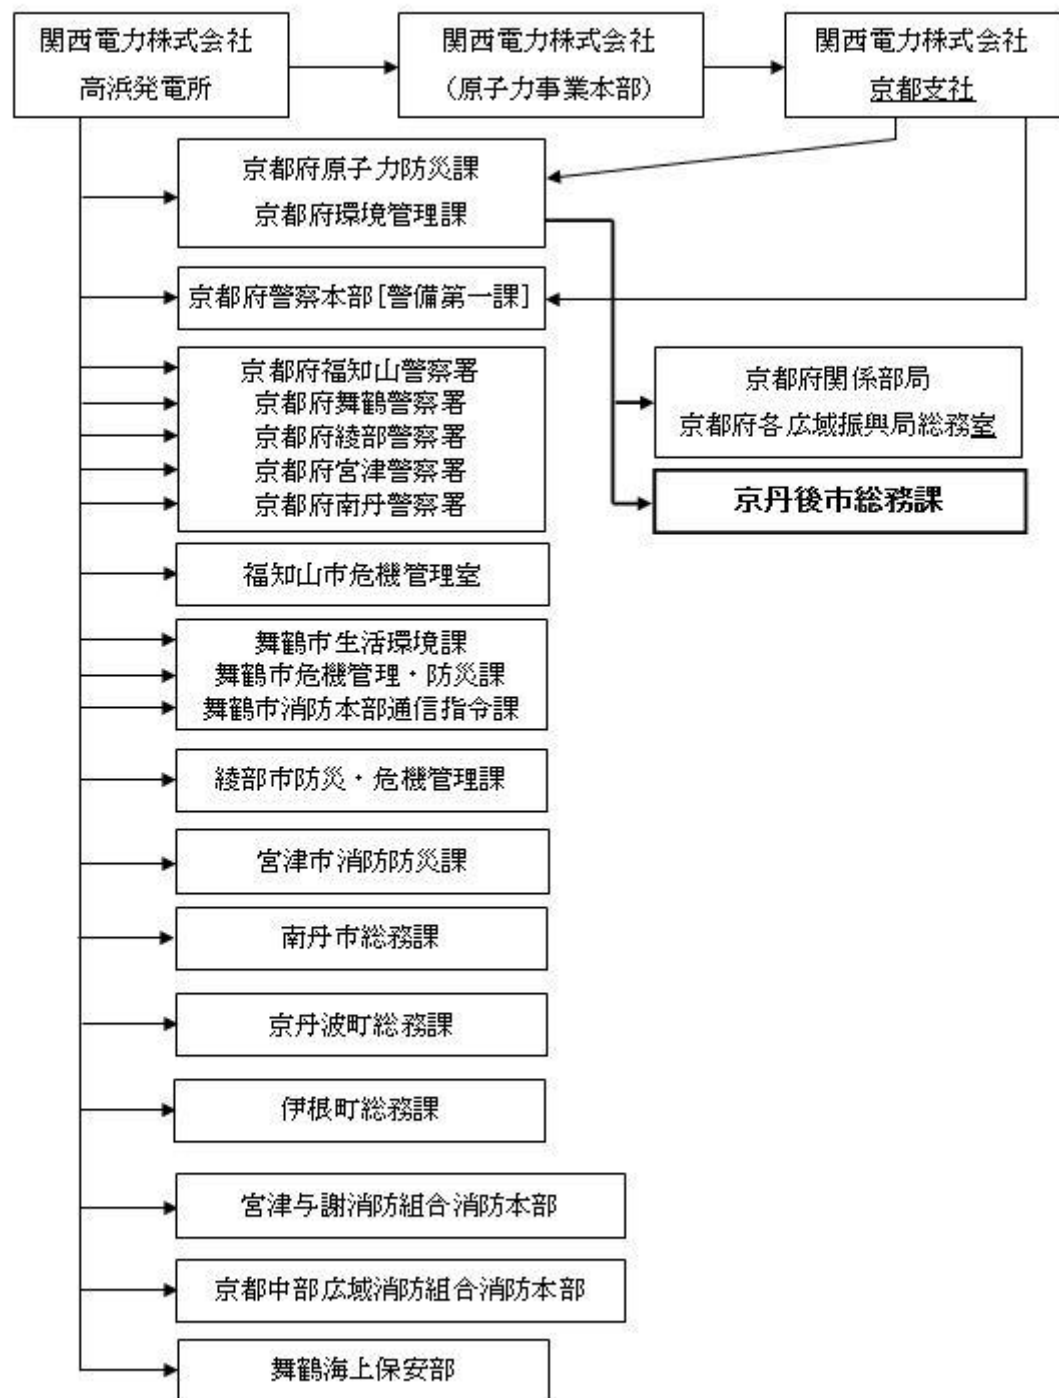 関西電力株式会社
高浜発電所
関西電力株式会社
(原子力事業本部)
関西電力株式会社
京都支社
京都府原子力防災課
京都府環境管理課
京都府警察本部[警備第一課]
京都府福知山警察署
京都府舞鶴警察署
京都府綾部警察署
京都府宮津警察署
京都府南丹警察署
京都府関係部局
京都府各広域振興局総務室
京丹後市総務課
福知山市危機管理室
舞鶴市生活環境課
舞鶴市危機管理・防災課
舞鶴市消防本部通信指令課
綾部市防災・危機管理課
宮津市消防防災課
南丹市総務課
京丹波町総務課
伊根町総務課
宮津与謝消防組合消防本部
京都中部広域消防組合消防本部
舞鶴海上保安部